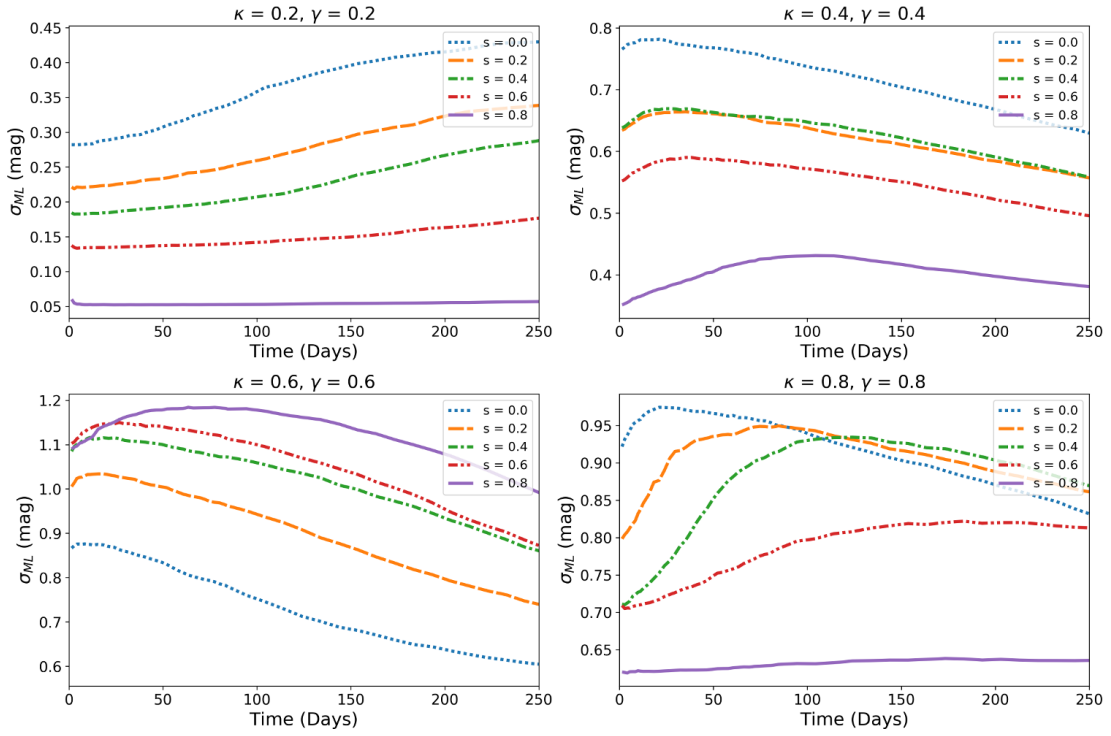 κ = 0.2, γ = 0.2
σ_ML (mag)
0.45
0.40
0.35
0.30
0.25
0.20
0.15
0.10
0.05
s = 0.0
s = 0.2
s = 0.4
s = 0.6
s = 0.8
0 50 100 150 200 250
Time (Days)
κ = 0.4, γ = 0.4
σ_ML (mag)
0.8
0.7
0.6
0.5
0.4
s = 0.0
s = 0.2
s = 0.4
s = 0.6
s = 0.8
0 50 100 150 200 250
Time (Days)
κ = 0.6, γ = 0.6
σ_ML (mag)
1.2
1.1
1.0
0.9
0.8
0.7
0.6
s = 0.0
s = 0.2
s = 0.4
s = 0.6
s = 0.8
0 50 100 150 200 250
Time (Days)
κ = 0.8, γ = 0.8
σ_ML (mag)
0.95
0.90
0.85
0.80
0.75
0.70
0.65
s = 0.0
s = 0.2
s = 0.4
s = 0.6
s = 0.8
0 50 100 150 200 250
Time (Days)